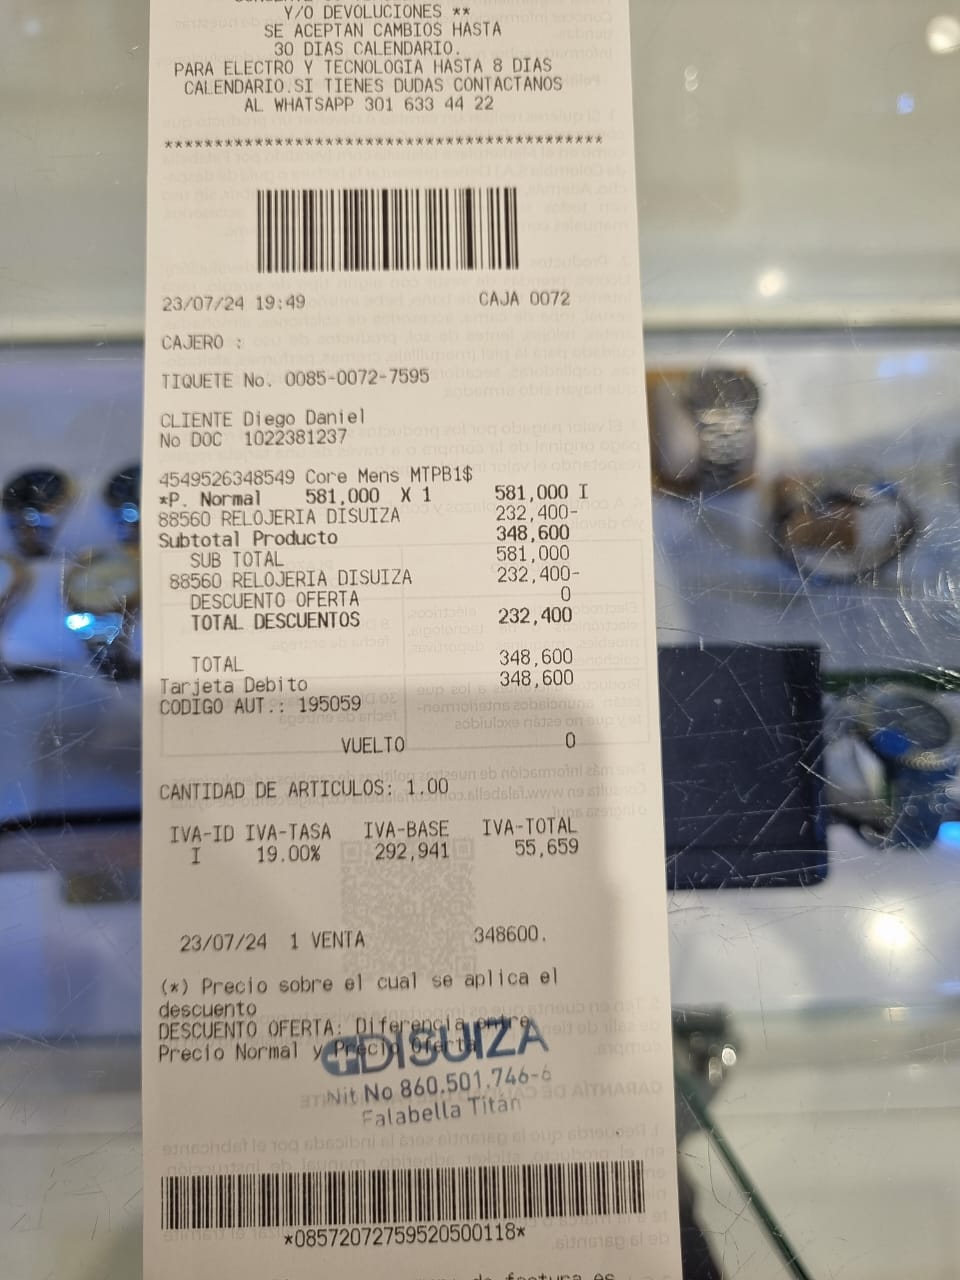 Y/O DEVOLUCIONES **
SE ACEPTAN CAMBIOS HASTA
30 DIAS CALENDARIO.
PARA ELECTRO Y TECNOLOGIA HASTA 8 DIAS
CALENDARIO.SI TIENES DUDAS CONTACTANOS
AL WHATSAPP 301 633 44 22
*******************************************
23/07/24 19:49 CAJA 0072
CAJERO :
TIQUETE No. 0085-0072-7595
CLIENTE Diego Daniel
No DOC 1022381237
4549526348549 Core Mens MTPB1$
*P. Normal 581,000 X 1 581,000 I
88560 RELOJERIA DISUIZA 232,400-
Subtotal Producto 348,600
SUB TOTAL 581,000
88560 RELOJERIA DISUIZA 232,400-
DESCUENTO OFERTA 0
TOTAL DESCUENTOS 232,400
TOTAL 348,600
Tarjeta Debito 348,600
CODIGO AUT.: 195059
VUELTO 0
CANTIDAD DE ARTICULOS: 1.00
IVA-ID IVA-TASA IVA-BASE IVA-TOTAL
I 19.00% 292,941 55,659
23/07/24 1 VENTA 348600.
(*) Precio sobre el cual se aplica el
descuento
DESCUENTO OFERTA: Diferencia entre
Precio Normal y Precio Oferta
DISUIZA
Nit No 860.501.746-6
Falabella Titán
*08572072759520500118*